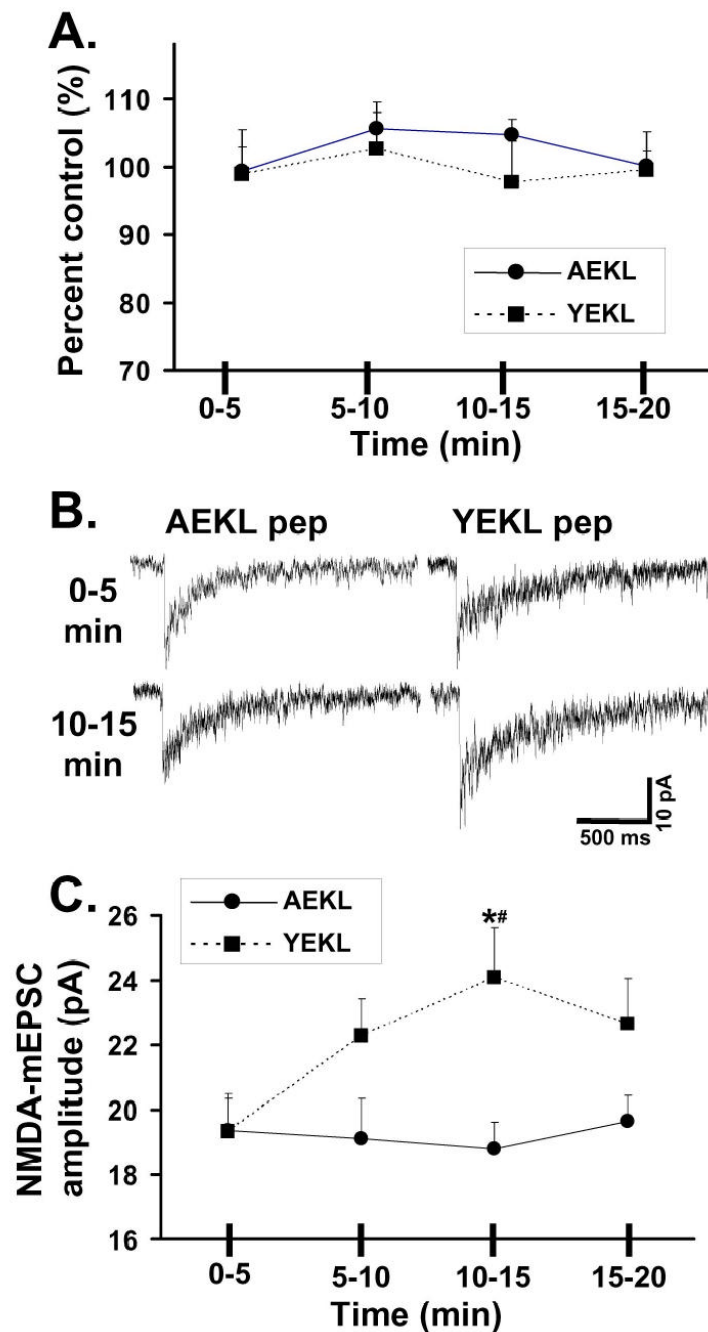 A.
Percent control (%)
110
100
90
80
70
AEKL
YEKL
0-5 5-10 10-15 15-20
Time (min)
B.
AEKL pep YEKL pep
0-5
min
10-15
min
10 pA
500 ms
C.
AEKL
YEKL
NMDA-mEPSC
amplitude (pA)
26
24
22
20
18
16
*#
0-5 5-10 10-15 15-20
Time (min)